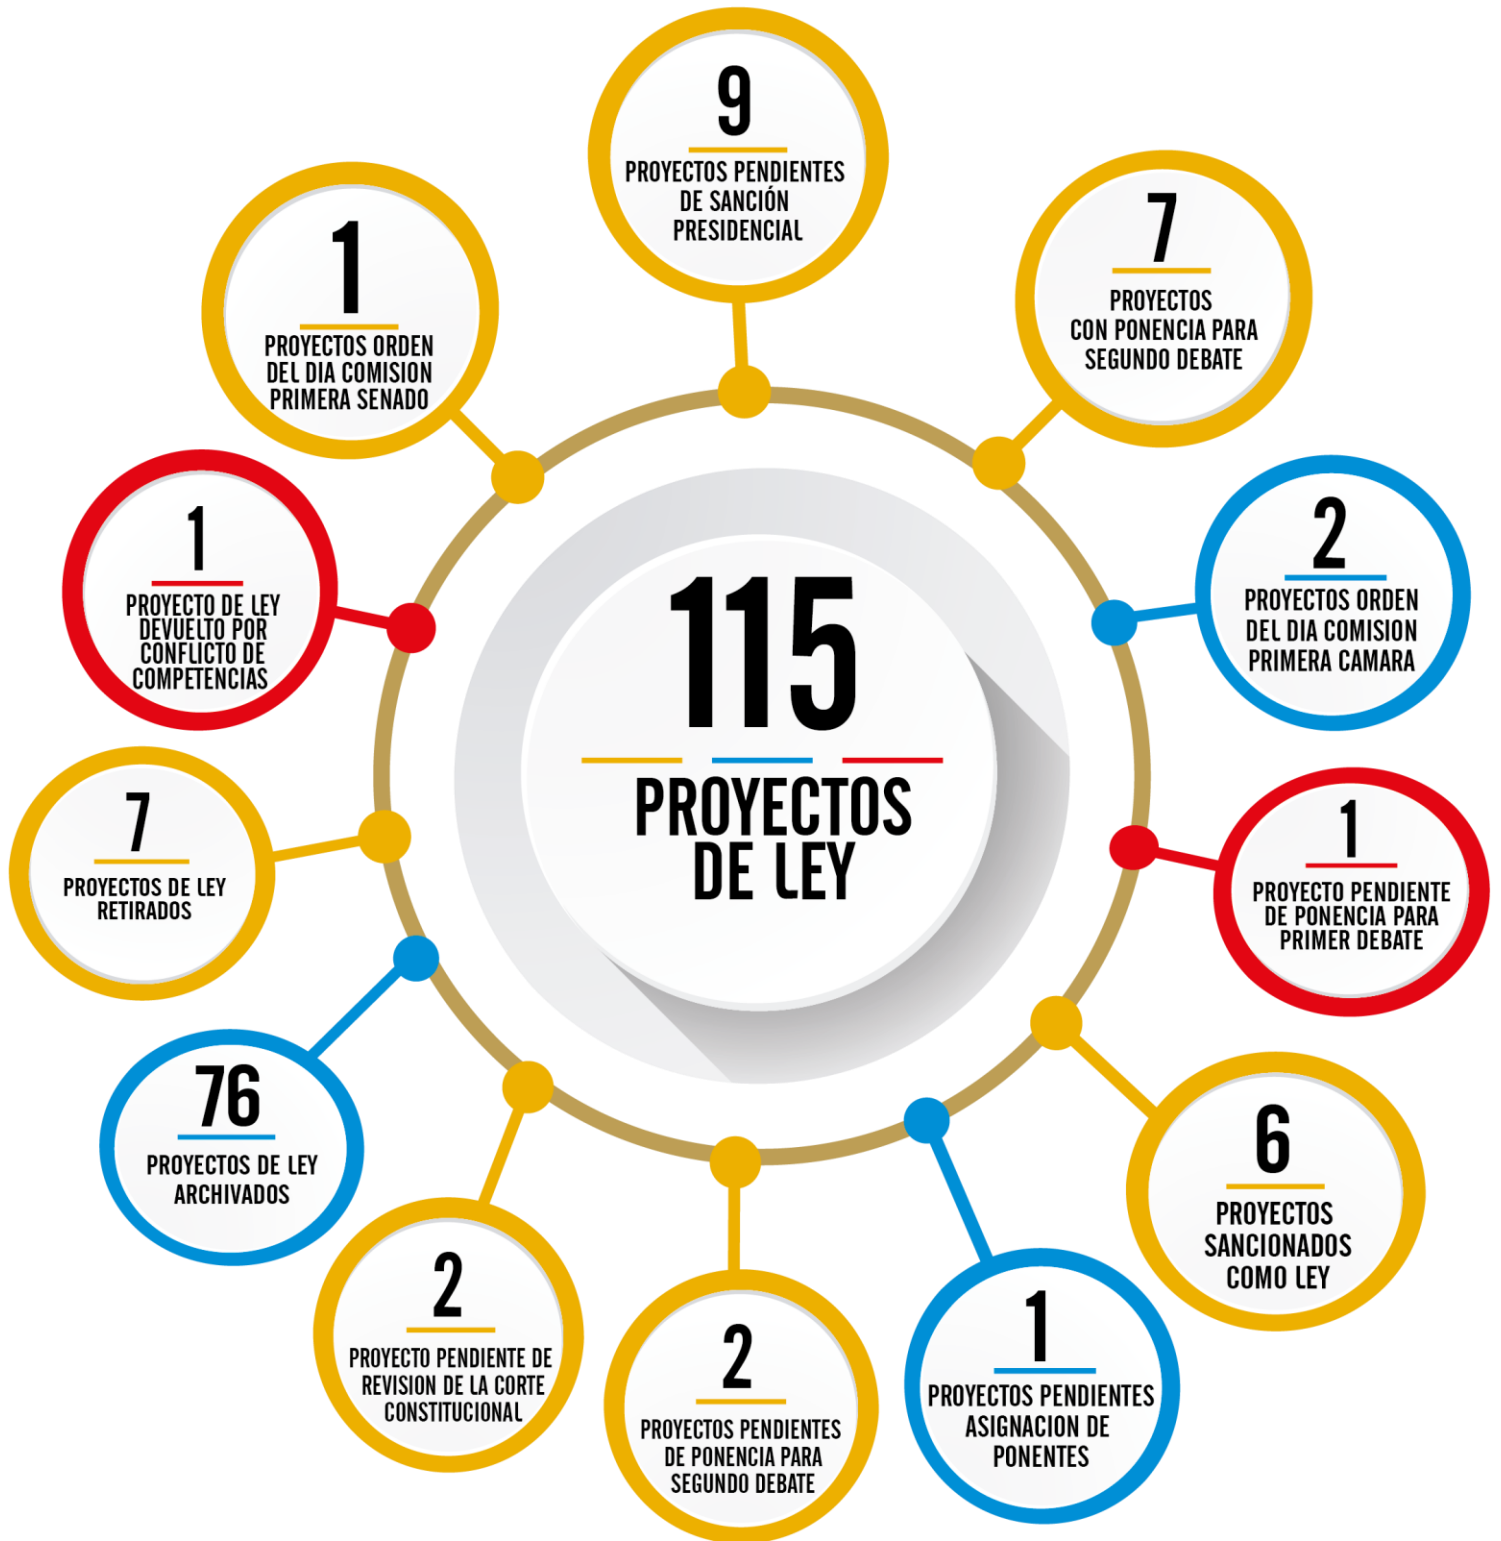 115
PROYECTOS
DE LEY
9
PROYECTOS PENDIENTES
DE SANCIÓN
PRESIDENCIAL
7
PROYECTOS
CON PONENCIA PARA
SEGUNDO DEBATE
2
PROYECTOS ORDEN
DEL DIA COMISION
PRIMERA CAMARA
1
PROYECTO PENDIENTE
DE PONENCIA PARA
PRIMER DEBATE
6
PROYECTOS
SANCIONADOS
COMO LEY
1
PROYECTOS PENDIENTES
ASIGNACION DE
PONENTES
2
PROYECTOS PENDIENTES
DE PONENCIA PARA
SEGUNDO DEBATE
2
PROYECTO PENDIENTE DE
REVISION DE LA CORTE
CONSTITUCIONAL
76
PROYECTOS DE LEY
ARCHIVADOS
7
PROYECTOS DE LEY
RETIRADOS
1
PROYECTO DE LEY
DEVUELTO POR
CONFLICTO DE
COMPETENCIAS
1
PROYECTOS ORDEN
DEL DIA COMISION
PRIMERA SENADO